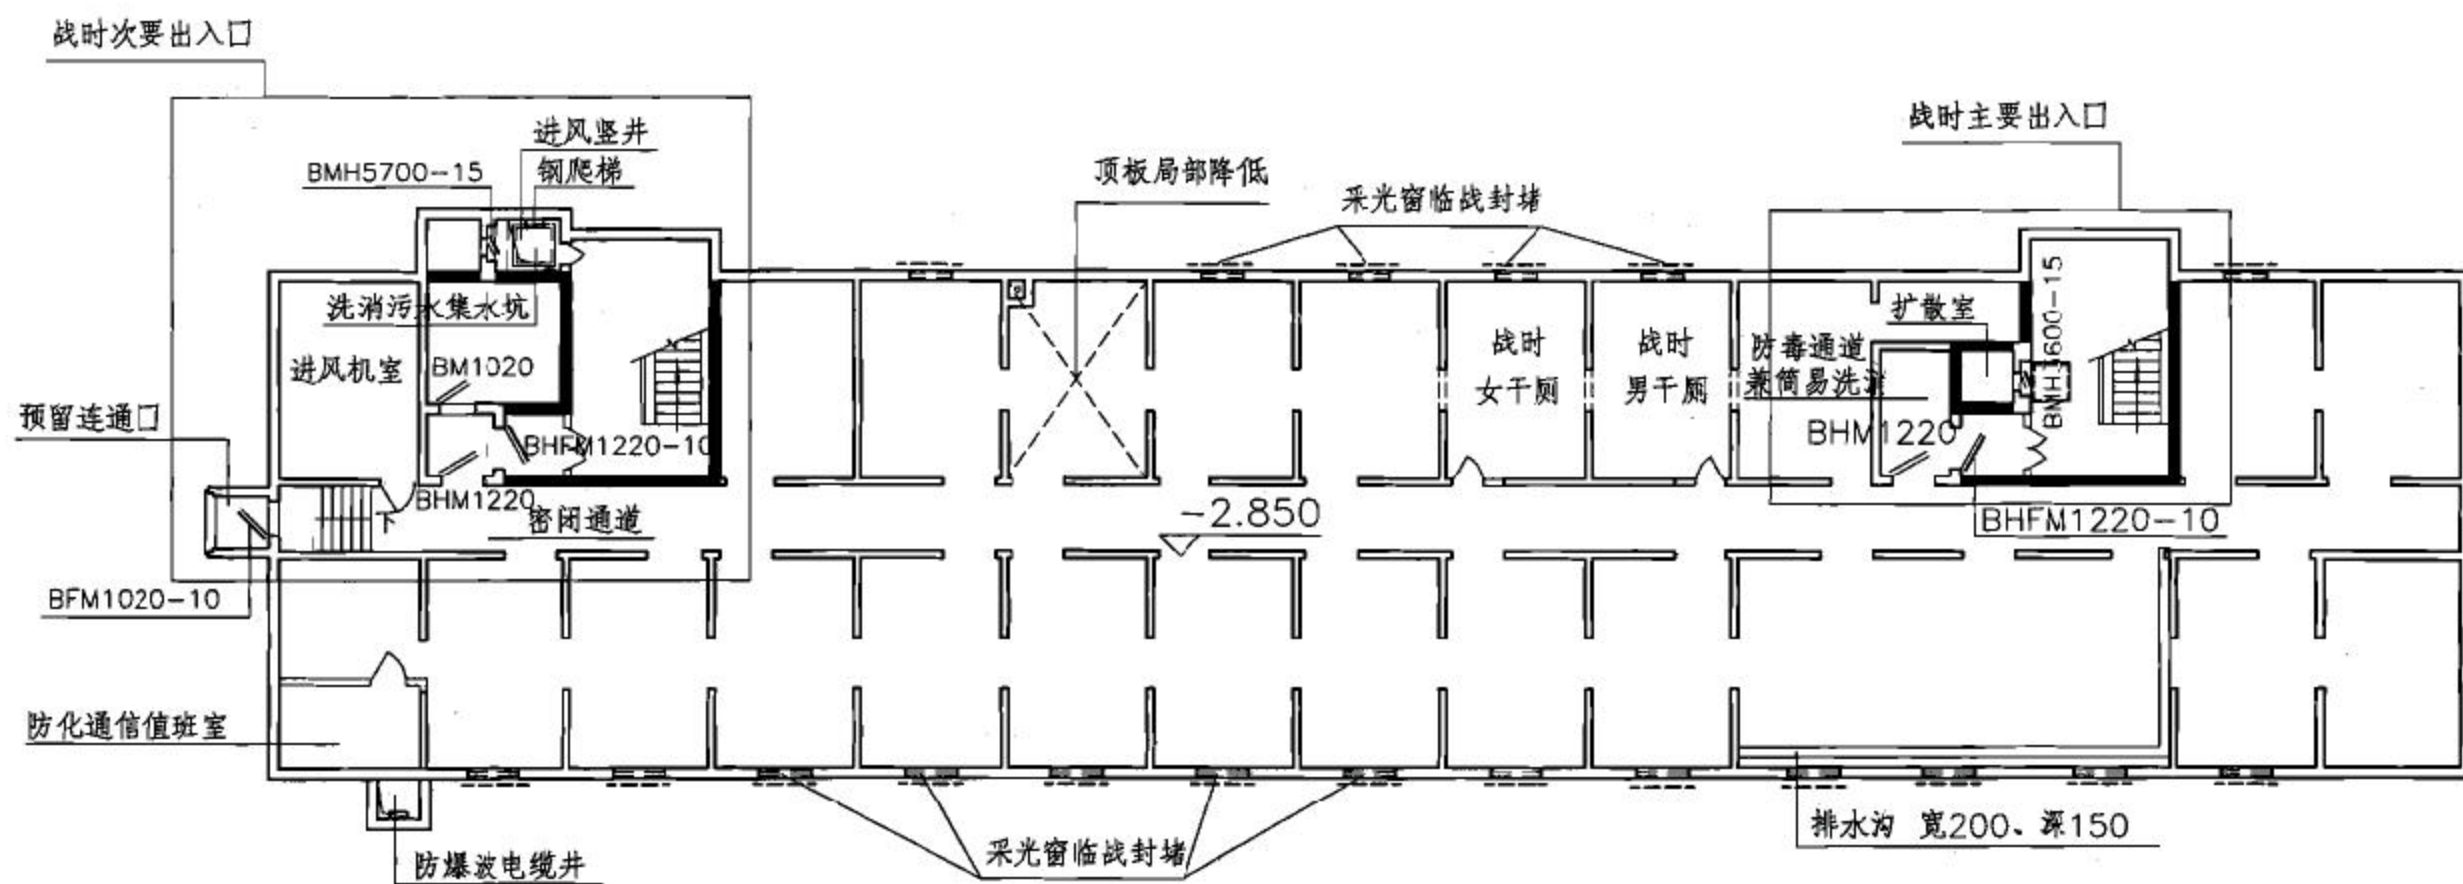 战时次要出入口
进风竖井
钢爬梯
BMH5700-15
顶板局部降低
采光窗临战封堵
战时主要出入口
洗消污水集水坑
进风机室
BM1020
预留连通口
BHFM1220-10
BHM1220
下
密闭通道
BFM1020-10
战时
女干厕
战时
男干厕
防毒通道
兼简易洗消
扩散室
BMH3600-15
BHM1220
BHFM1220-10
-2.850
防化通信值班室
防爆波电缆井
采光窗临战封堵
排水沟 宽200、深150